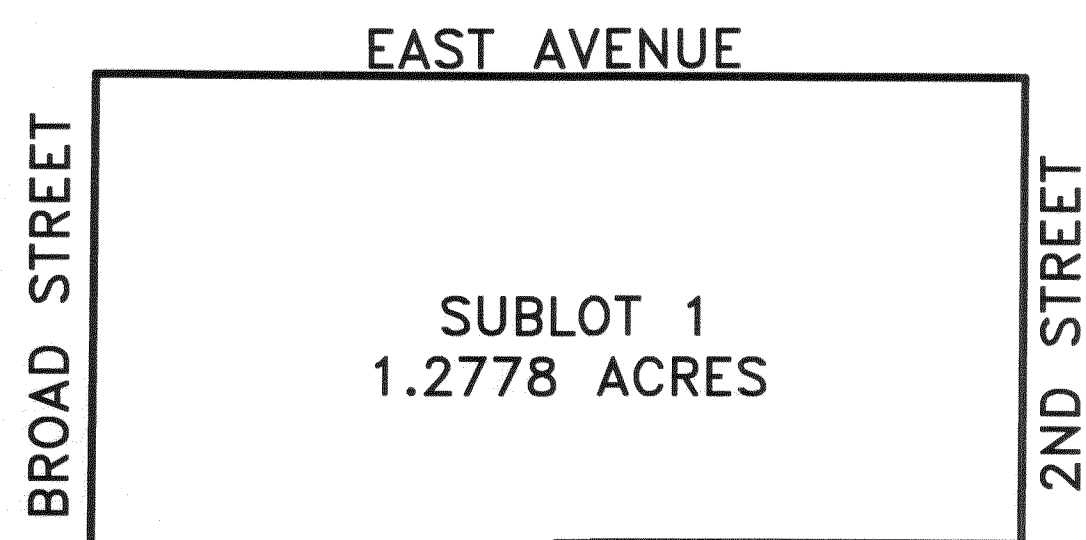 EAST AVENUE
BROAD STREET
SUBLOT 1
1.2778 ACRES
2ND STREET